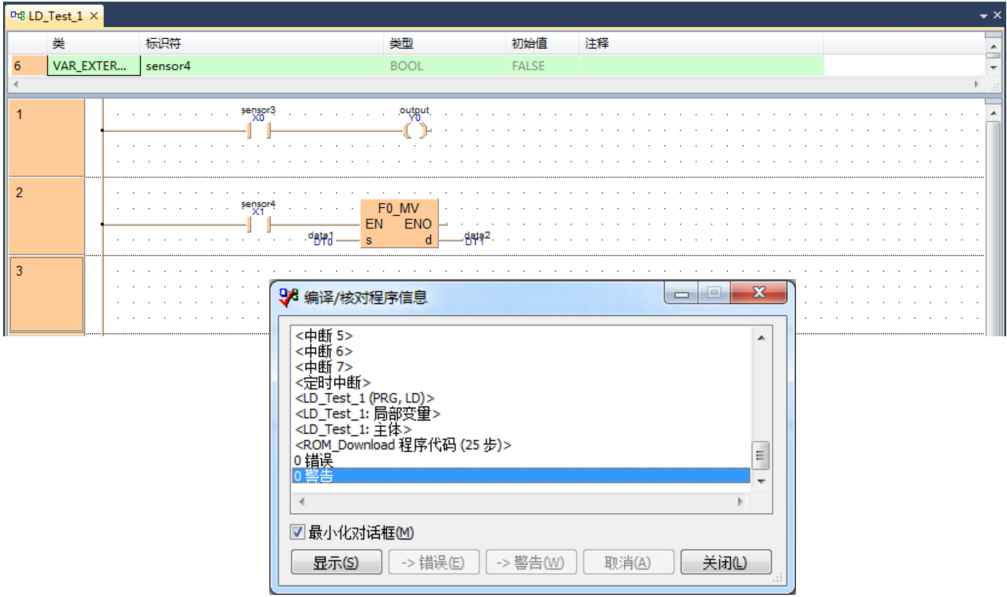 LD_Test_1
类 标识符 类型 初始值 注释
6 VAR_EXTER... sensor4 BOOL FALSE
1
sensor3 output
X0 Y0
2
sensor4
X1
F0_MV
EN ENO
data1 data2
DT0 s d DT1
3
编译/核对程序信息
<中断 5>
<中断 6>
<中断 7>
<定时中断>
<LD_Test_1 (PRG, LD)>
<LD_Test_1: 局部变量>
<LD_Test_1: 主体>
<ROM_Download 程序代码 (25 步)>
0 错误
0 警告
最小化对话框(M)
显示(S) -> 错误(E) -> 警告(W) 取消(A) 关闭(L)